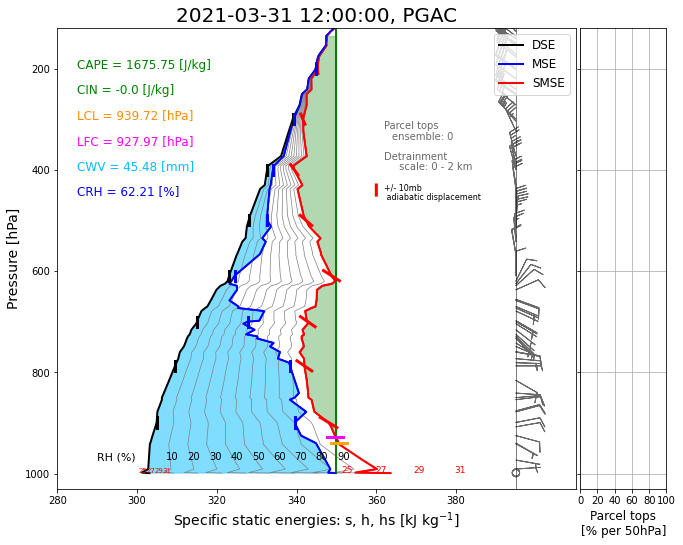 2021-03-31 12:00:00, PGAC
DSE
MSE
SMSE
CAPE = 1675.75 [J/kg]
CIN = -0.0 [J/kg]
LCL = 939.72 [hPa]
LFC = 927.97 [hPa]
CWV = 45.48 [mm]
CRH = 62.21 [%]
Parcel tops
ensemble: 0
Detrainment
scale: 0 - 2 km
+/- 10mb
adiabatic displacement
Pressure [hPa]
200
400
600
800
1000
RH (%) 10 20 30 40 50 60 70 80 90
25 27 29 31
280 300 320 340 360 380
0 20 40 60 80 100
Specific static energies: s, h, hs [kJ kg⁻¹]
Parcel tops
[% per 50hPa]